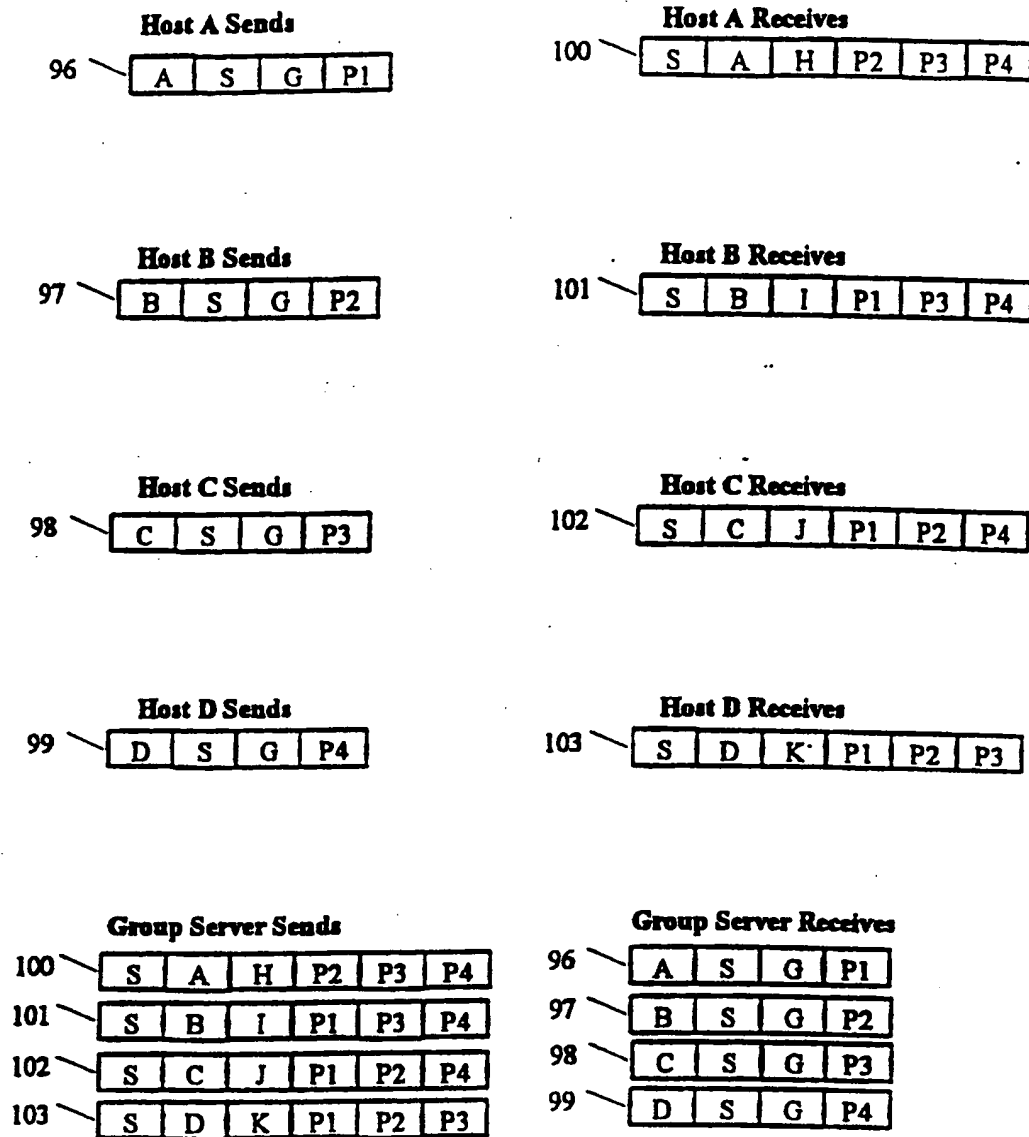 Host A Sends
96 A S G P1
Host A Receives
100 S A H P2 P3 P4
Host B Sends
97 B S G P2
Host B Receives
101 S B I P1 P3 P4
Host C Sends
98 C S G P3
Host C Receives
102 S C J P1 P2 P4
Host D Sends
99 D S G P4
Host D Receives
103 S D K P1 P2 P3
Group Server Sends
100 S A H P2 P3 P4
101 S B I P1 P3 P4
102 S C J P1 P2 P4
103 S D K P1 P2 P3
Group Server Receives
96 A S G P1
97 B S G P2
98 C S G P3
99 D S G P4